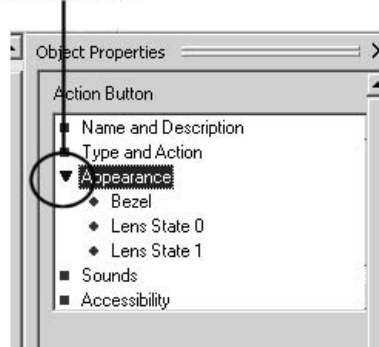 Object Properties
Action Button
Name and Description
Type and Action
Appearance
Bezel
Lens State 0
Lens State 1
Sounds
Accessibility